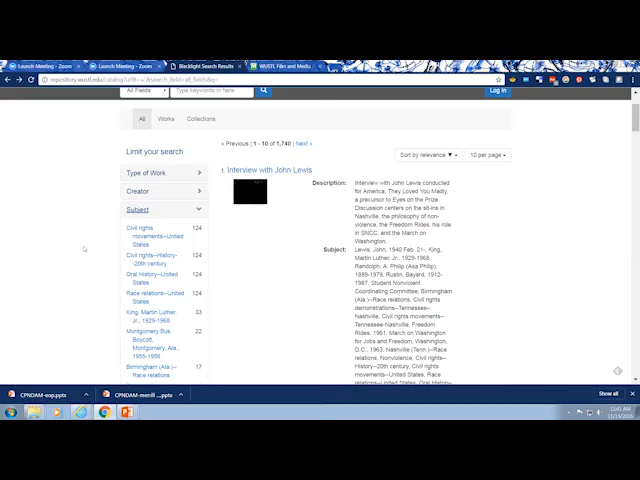 Launch Meeting - Zoom
Launch Meeting - Zoom
Blacklight Search Results
WUSTL Film and Media
repository.wustl.edu/catalog?utf8=✓&search_field=all_fields&q=
All Fields
Type keywords in here
Log In
All
Works
Collections
Limit your search
« Previous | 1 - 10 of 1,740 | Next »
Sort by relevance
10 per page
Type of Work
Creator
Subject
Civil rights 124
movements--United
States
Civil rights--History- 124
-20th century
Oral History--United 124
States
Race relations--United 124
States
King, Martin Luther, 33
Jr., 1929-1968
Montgomery Bus 22
Boycott,
Montgomery, Ala.,
1955-1956
Birmingham (Ala.)-- 17
Race relations
1. Interview with John Lewis
Description: Interview with John Lewis conducted
for America, They Loved You Madly,
a precursor to Eyes on the Prize.
Discussion centers on the sit-ins in
Nashville, the philosophy of non-
violence, the Freedom Rides, his role
in SNCC, and the March on
Washington.
Subject: Lewis, John, 1940 Feb. 21-, King,
Martin Luther, Jr., 1929-1968,
Randolph, A. Philip (Asa Philip),
1889-1979, Rustin, Bayard, 1912-
1987, Student Nonviolent
Coordinating Committee, Birmingham
(Ala.)--Race relations, Civil rights
demonstrations--Tennessee--
Nashville, Civil rights movements--
Tennessee-Nashville, Freedom
Rides, 1961, March on Washington
for Jobs and Freedom, Washington,
D.C., 1963, Nashville (Tenn.)--Race
relations, Nonviolence, Civil rights--
History--20th century, Civil rights
movements--United States, Race
relations--United States, Oral History--
CPNDAM-eop.pptx
CPNDAM-merrill ....pptx
Show all
11/15/2018